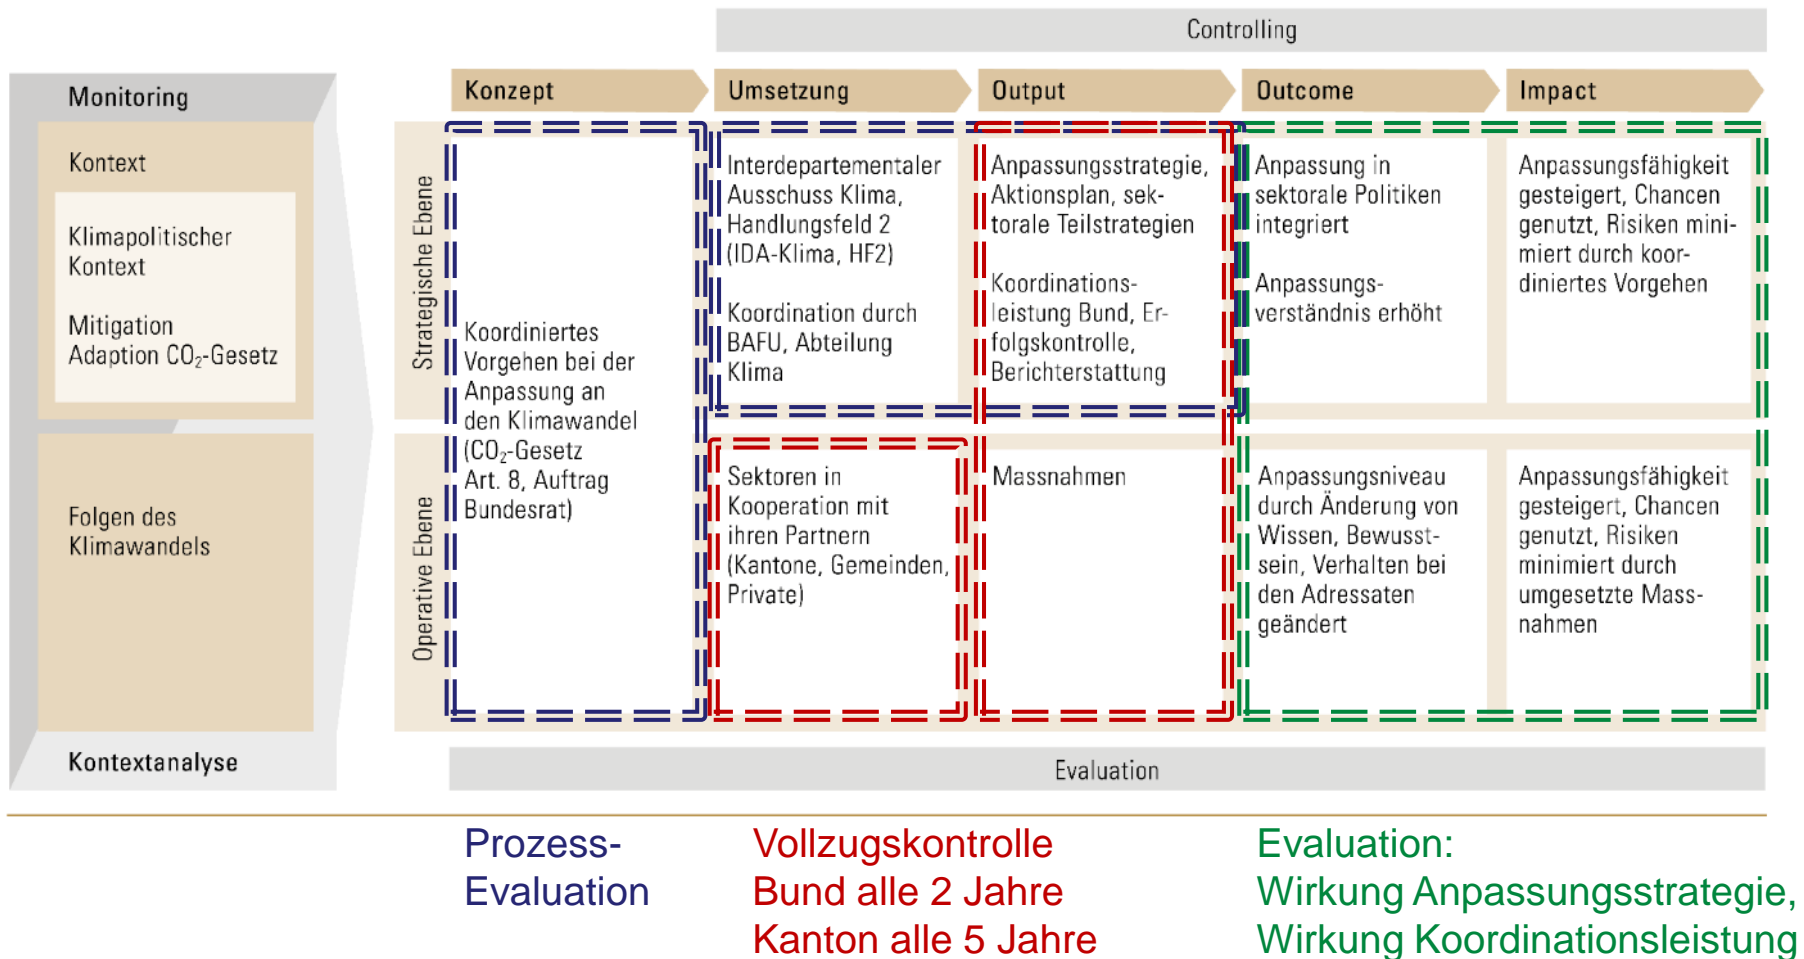 Controlling
Monitoring
Kontext
Klimapolitischer
Kontext
Mitigation
Adaption CO₂-Gesetz
Folgen des
Klimawandels
Kontextanalyse
Konzept
Umsetzung
Output
Outcome
Impact
Strategische Ebene
Operative Ebene
Koordiniertes
Vorgehen bei der
Anpassung an
den Klimawandel
(CO₂-Gesetz
Art. 8, Auftrag
Bundesrat)
Interdepartementaler
Ausschuss Klima,
Handlungsfeld 2
(IDA-Klima, HF2)
Koordination durch
BAFU, Abteilung
Klima
Anpassungsstrategie,
Aktionsplan, sek-
torale Teilstrategien
Koordinations-
leistung Bund, Er-
folgskontrolle,
Berichterstattung
Anpassung in
sektorale Politiken
integriert
Anpassungs-
verständnis erhöht
Anpassungsfähigkeit
gesteigert, Chancen
genutzt, Risiken mini-
miert durch koor-
diniertes Vorgehen
Sektoren in
Kooperation mit
ihren Partnern
(Kantone, Gemeinden,
Private)
Massnahmen
Anpassungsniveau
durch Änderung von
Wissen, Bewusst-
sein, Verhalten bei
den Adressaten
geändert
Anpassungsfähigkeit
gesteigert, Chancen
genutzt, Risiken
minimiert durch
umgesetzte Mass-
nahmen
Evaluation
Prozess-
Evaluation
Vollzugskontrolle
Bund alle 2 Jahre
Kanton alle 5 Jahre
Evaluation:
Wirkung Anpassungsstrategie,
Wirkung Koordinationsleistung